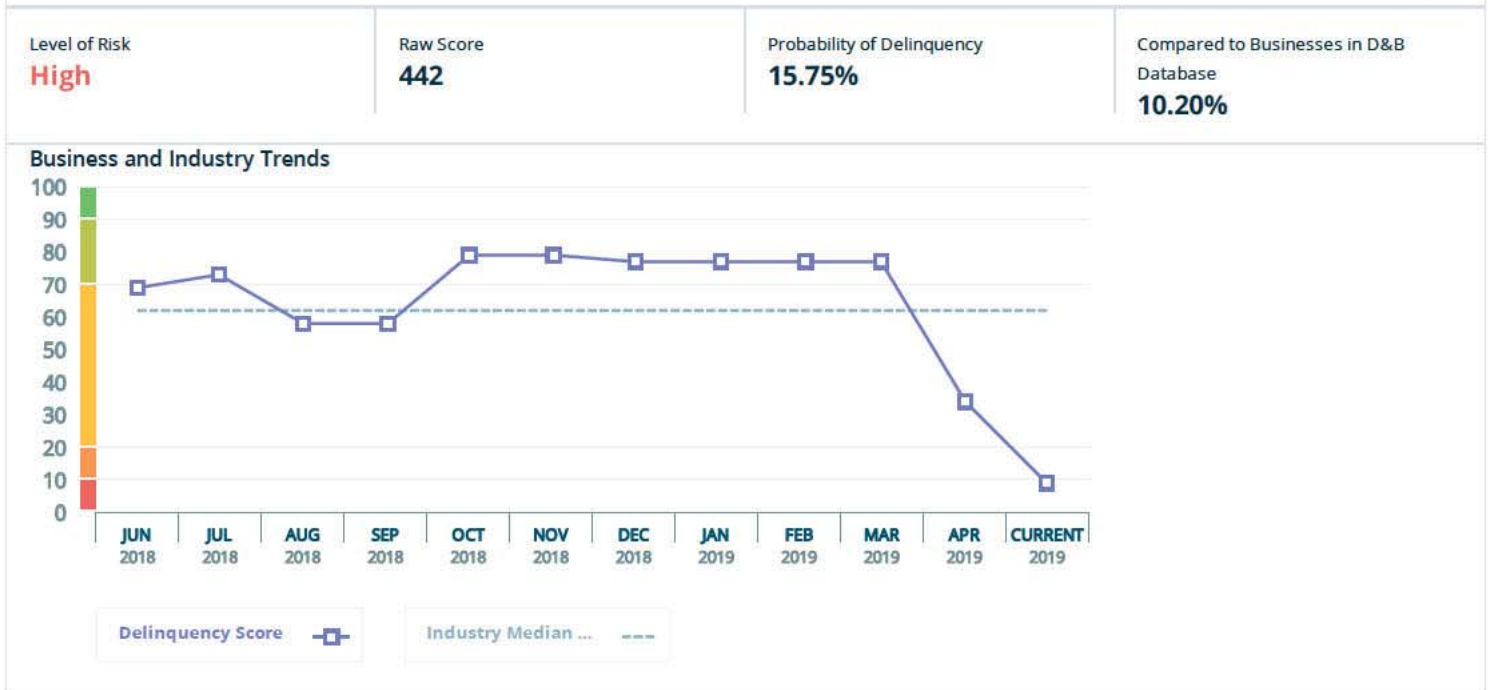 Level of Risk
High
Raw Score
442
Probability of Delinquency
15.75%
Compared to Businesses in D&B
Database
10.20%
Business and Industry Trends
100
90
80
70
60
50
40
30
20
10
0
JUN JUL AUG SEP OCT NOV DEC JAN FEB MAR APR CURRENT
2018 2018 2018 2018 2018 2018 2018 2019 2019 2019 2019 2019
Delinquency Score
Industry Median ...